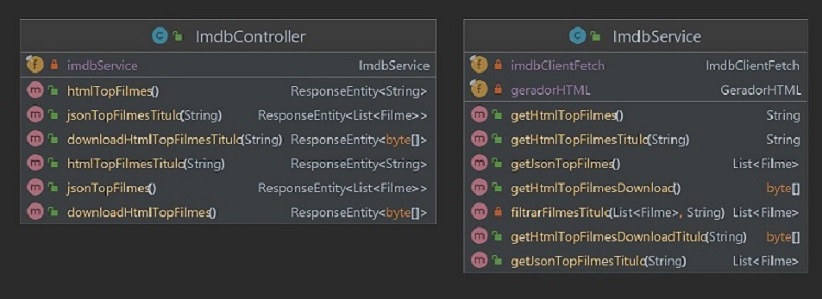 ImdbController
imdbService ImdbService
htmlTopFilmes() ResponseEntity<String>
jsonTopFilmesTitulo(String) ResponseEntity<List<Filme>>
downloadHtmlTopFilmesTitulo(String) ResponseEntity<byte[]>
htmlTopFilmesTitulo(String) ResponseEntity<String>
jsonTopFilmes() ResponseEntity<List<Filme>>
downloadHtmlTopFilmes() ResponseEntity<byte[]>
ImdbService
imdbClientFetch ImdbClientFetch
geradorHTML GeradorHTML
getHtmlTopFilmes() String
getHtmlTopFilmesTitulo(String) String
getJsonTopFilmes() List<Filme>
getHtmlTopFilmesDownload() byte[]
filtrarFilmesTitulo(List<Filme>, String) List<Filme>
getHtmlTopFilmesDownloadTitulo(String) byte[]
getJsonTopFilmesTitulo(String) List<Filme>